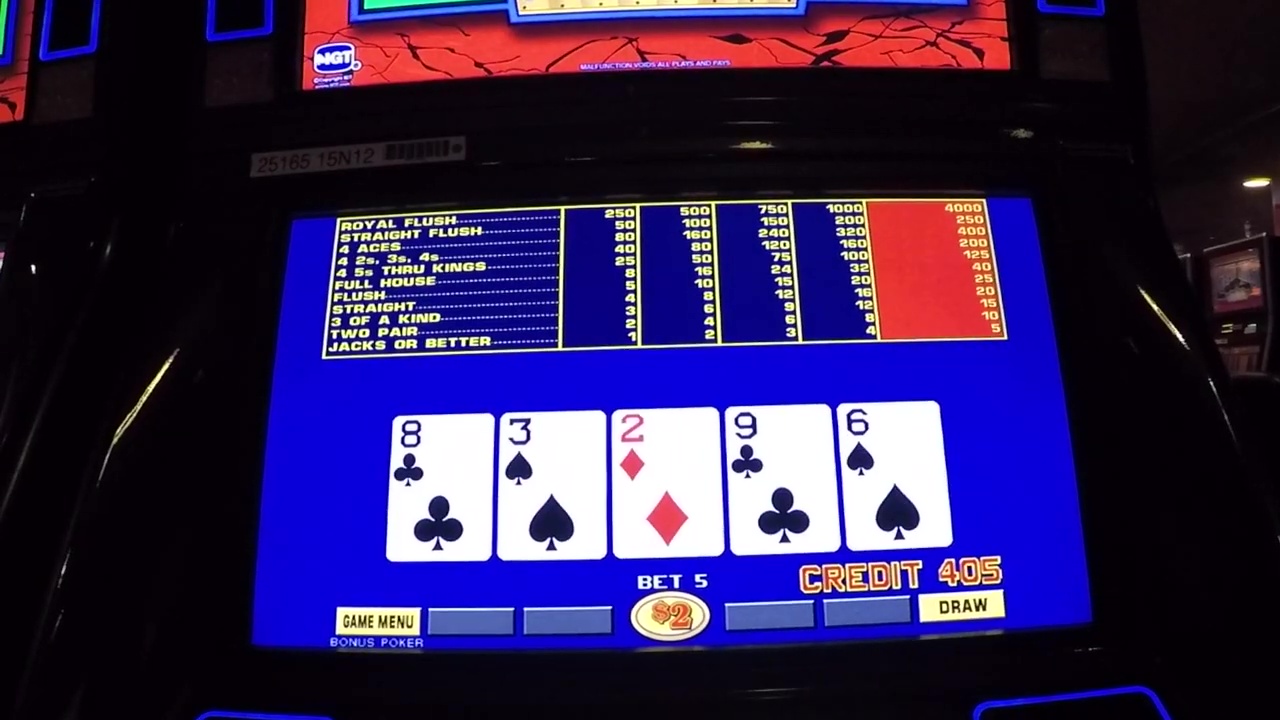 NGT
MALFUNCTION VOIDS ALL PLAYS AND PAYS
25165 15N12
ROYAL FLUSH 250 500 750 1000 4000
STRAIGHT FLUSH 50 100 150 200 250
4 ACES 80 160 240 320 400
4 2s, 3s, 4s 40 80 120 160 200
4 5s THRU KINGS 25 50 75 100 125
FULL HOUSE 8 16 24 32 40
FLUSH 5 10 15 20 25
STRAIGHT 4 8 12 16 20
3 OF A KIND 3 6 9 12 15
TWO PAIR 2 4 6 8 10
JACKS OR BETTER 1 2 3 4 5
8 3 2 9 6
BET 5
CREDIT 405
GAME MENU
$2
DRAW
BONUS POKER